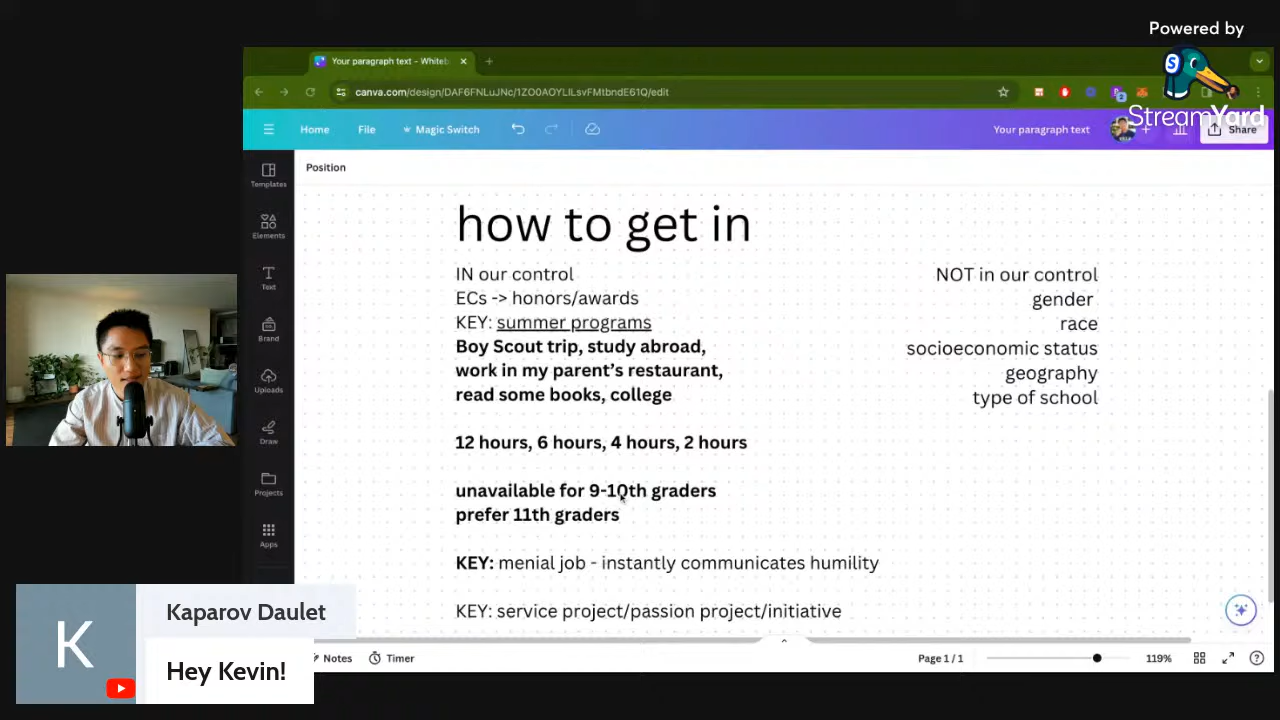 Powered by
StreamYard
Your paragraph text - Whiteb
canva.com/design/DAF6FNLuJNc/1ZO0AOYLILsvFMtbndE61Q/edit
Home
File
Magic Switch
Your paragraph text
Share
Position
Templates
Elements
Text
Brand
Uploads
Draw
Projects
Apps
how to get in
IN our control
ECs -> honors/awards
KEY: summer programs
Boy Scout trip, study abroad,
work in my parent's restaurant,
read some books, college
12 hours, 6 hours, 4 hours, 2 hours
unavailable for 9-10th graders
prefer 11th graders
KEY: menial job - instantly communicates humility
KEY: service project/passion project/initiative
NOT in our control
gender
race
socioeconomic status
geography
type of school
K
Kaparov Daulet
Hey Kevin!
Notes
Timer
Page 1 / 1
119%